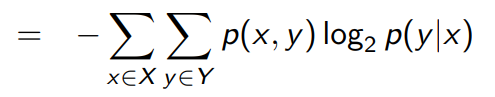 = − ∑ ∑ p(x, y) log₂ p(y|x)
x∈X y∈Y